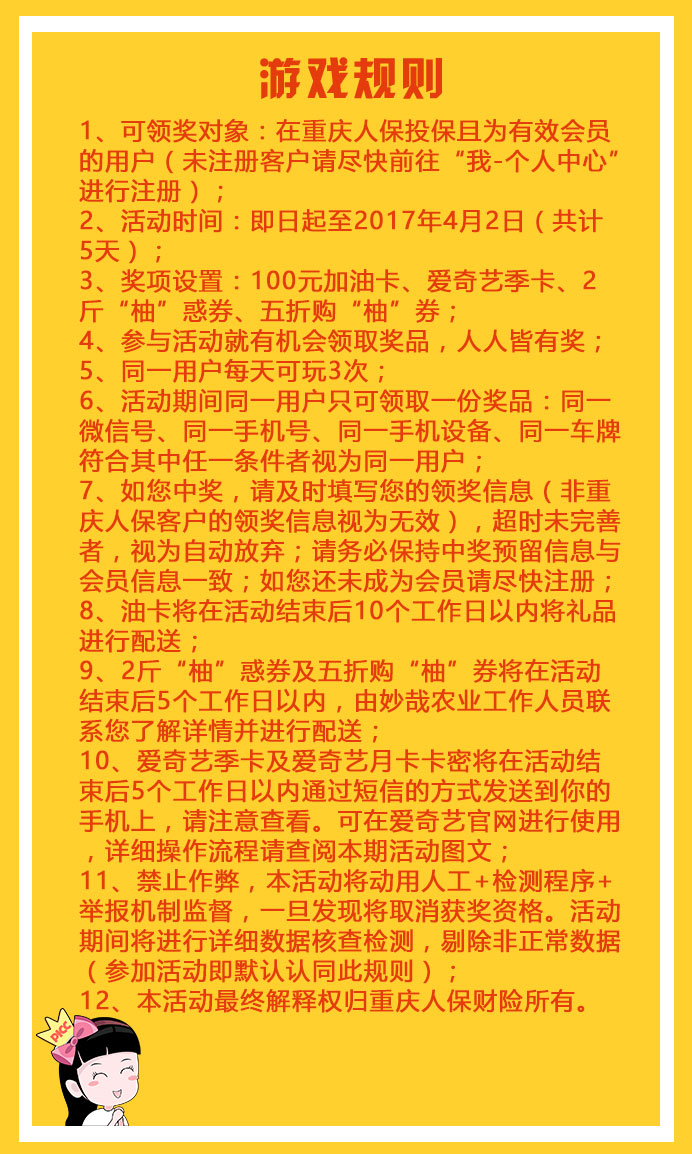 游戏规则
1、可领奖对象：在重庆人保投保且为有效会员
的用户（未注册客户请尽快前往“我-个人中心”
进行注册）；
2、活动时间：即日起至2017年4月2日（共计
5天）；
3、奖项设置：100元加油卡、爱奇艺季卡、2
斤“柚”惑券、五折购“柚”券；
4、参与活动就有机会领取奖品，人人皆有奖；
5、同一用户每天可玩3次；
6、活动期间同一用户只可领取一份奖品：同一
微信号、同一手机号、同一手机设备、同一车牌
符合其中任一条件者视为同一用户；
7、如您中奖，请及时填写您的领奖信息（非重
庆人保客户的领奖信息视为无效），超时未完善
者，视为自动放弃；请务必保持中奖预留信息与
会员信息一致；如您还未成为会员请尽快注册；
8、油卡将在活动结束后10个工作日以内将礼品
进行配送；
9、2斤“柚”惑券及五折购“柚”券将在活动
结束后5个工作日以内，由妙哉农业工作人员联
系您了解详情并进行配送；
10、爱奇艺季卡及爱奇艺月卡卡密将在活动结
束后5个工作日以内通过短信的方式发送到你的
手机上，请注意查看。可在爱奇艺官网进行使用
，详细操作流程请查阅本期活动图文；
11、禁止作弊，本活动将动用人工+检测程序+
举报机制监督，一旦发现将取消获奖资格。活动
期间将进行详细数据核查检测，剔除非正常数据
（参加活动即默认认同此规则）；
12、本活动最终解释权归重庆人保财险所有。
PICC